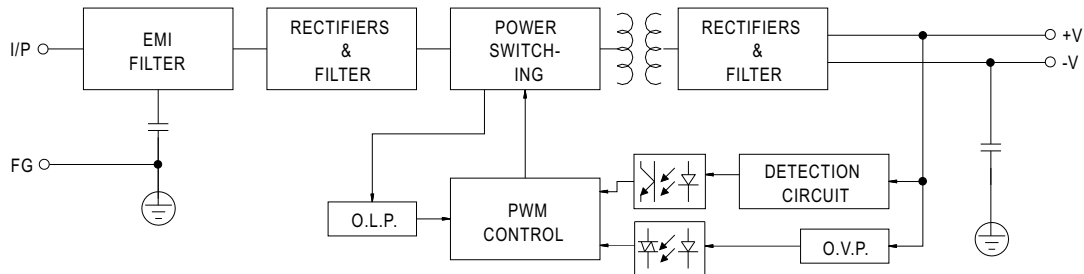 I/P
EMI
FILTER
RECTIFIERS
&
FILTER
POWER
SWITCH-
ING
RECTIFIERS
&
FILTER
+V
-V
FG
O.L.P.
PWM
CONTROL
DETECTION
CIRCUIT
O.V.P.